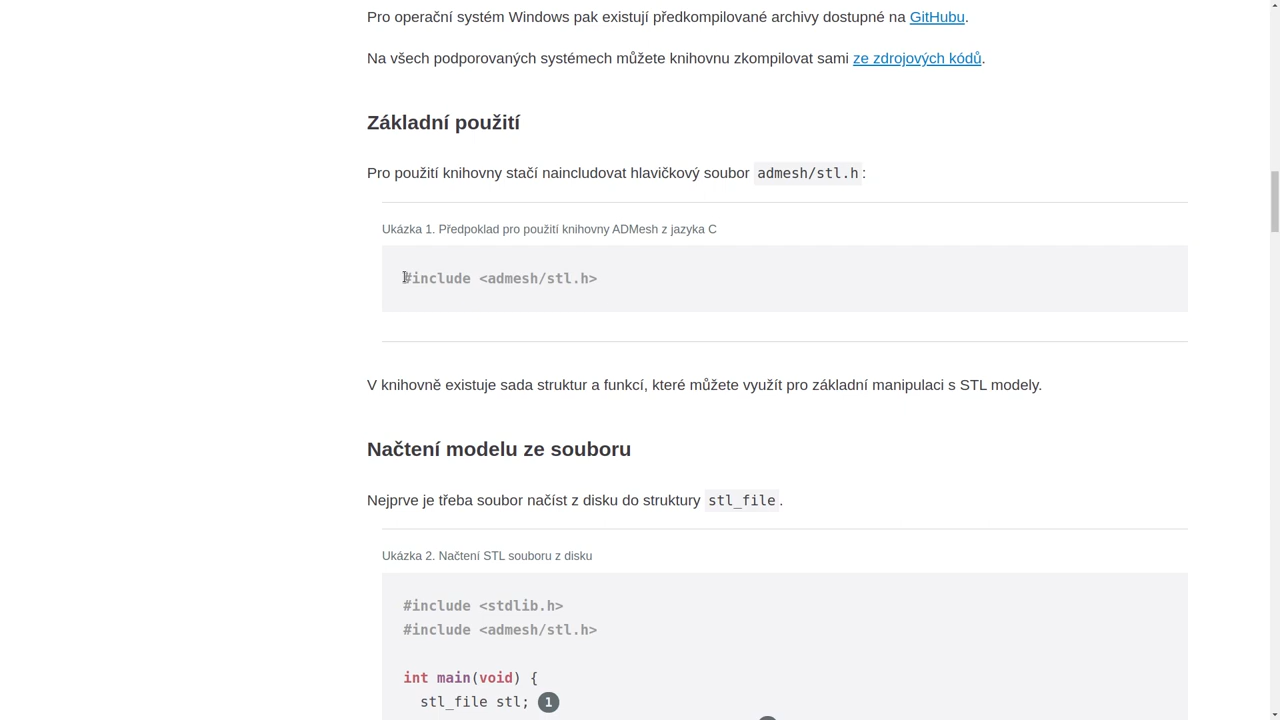 Pro operační systém Windows pak existují předkompilované archivy dostupné na GitHubu.
Na všech podporovaných systémech můžete knihovnu zkompilovat sami ze zdrojových kódů.
Základní použití
Pro použití knihovny stačí naincludovat hlavičkový soubor admesh/stl.h:
Ukázka 1. Předpoklad pro použití knihovny ADMesh z jazyka C
#include <admesh/stl.h>
V knihovně existuje sada struktur a funkcí, které můžete využít pro základní manipulaci s STL modely.
Načtení modelu ze souboru
Nejprve je třeba soubor načíst z disku do struktury stl_file.
Ukázka 2. Načtení STL souboru z disku
#include <stdlib.h>
#include <admesh/stl.h>
int main(void) {
stl_file stl; 1